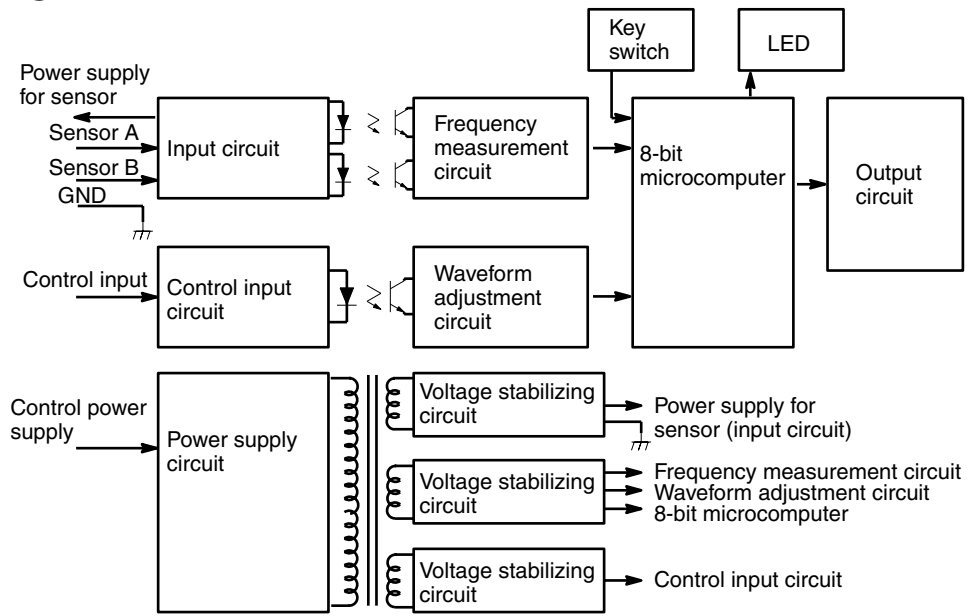 Key
switch
LED
Power supply
for sensor
Sensor A
Sensor B
GND
Input circuit
Frequency
measurement
circuit
8-bit
microcomputer
Output
circuit
Control input
Control input
circuit
Waveform
adjustment
circuit
Control power
supply
Power supply
circuit
Voltage stabilizing
circuit
Power supply for
sensor (input circuit)
Voltage stabilizing
circuit
Frequency measurement circuit
Waveform adjustment circuit
8-bit microcomputer
Voltage stabilizing
circuit
Control input circuit